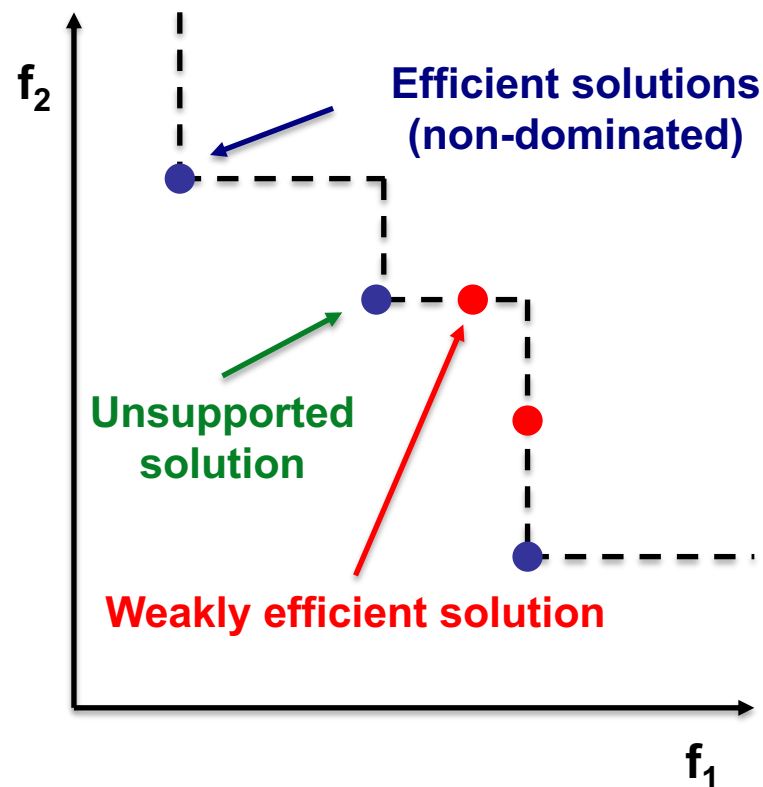 f₂
Efficient solutions
(non-dominated)
Unsupported
solution
Weakly efficient solution
f₁